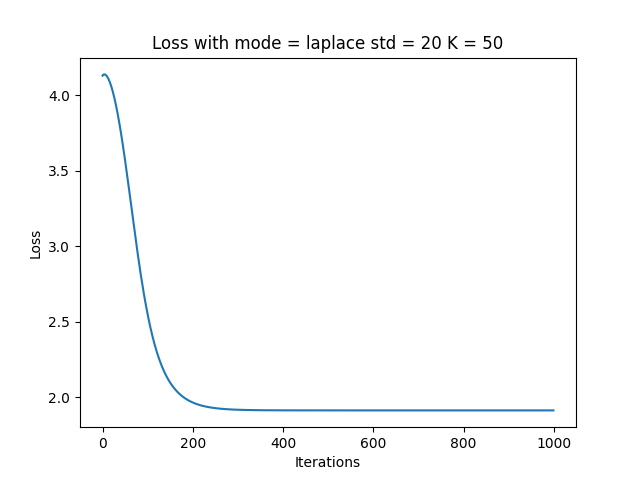 Loss with mode = laplace std = 20 K = 50
4.0
3.5
3.0
2.5
2.0
Loss
0 200 400 600 800 1000
Iterations